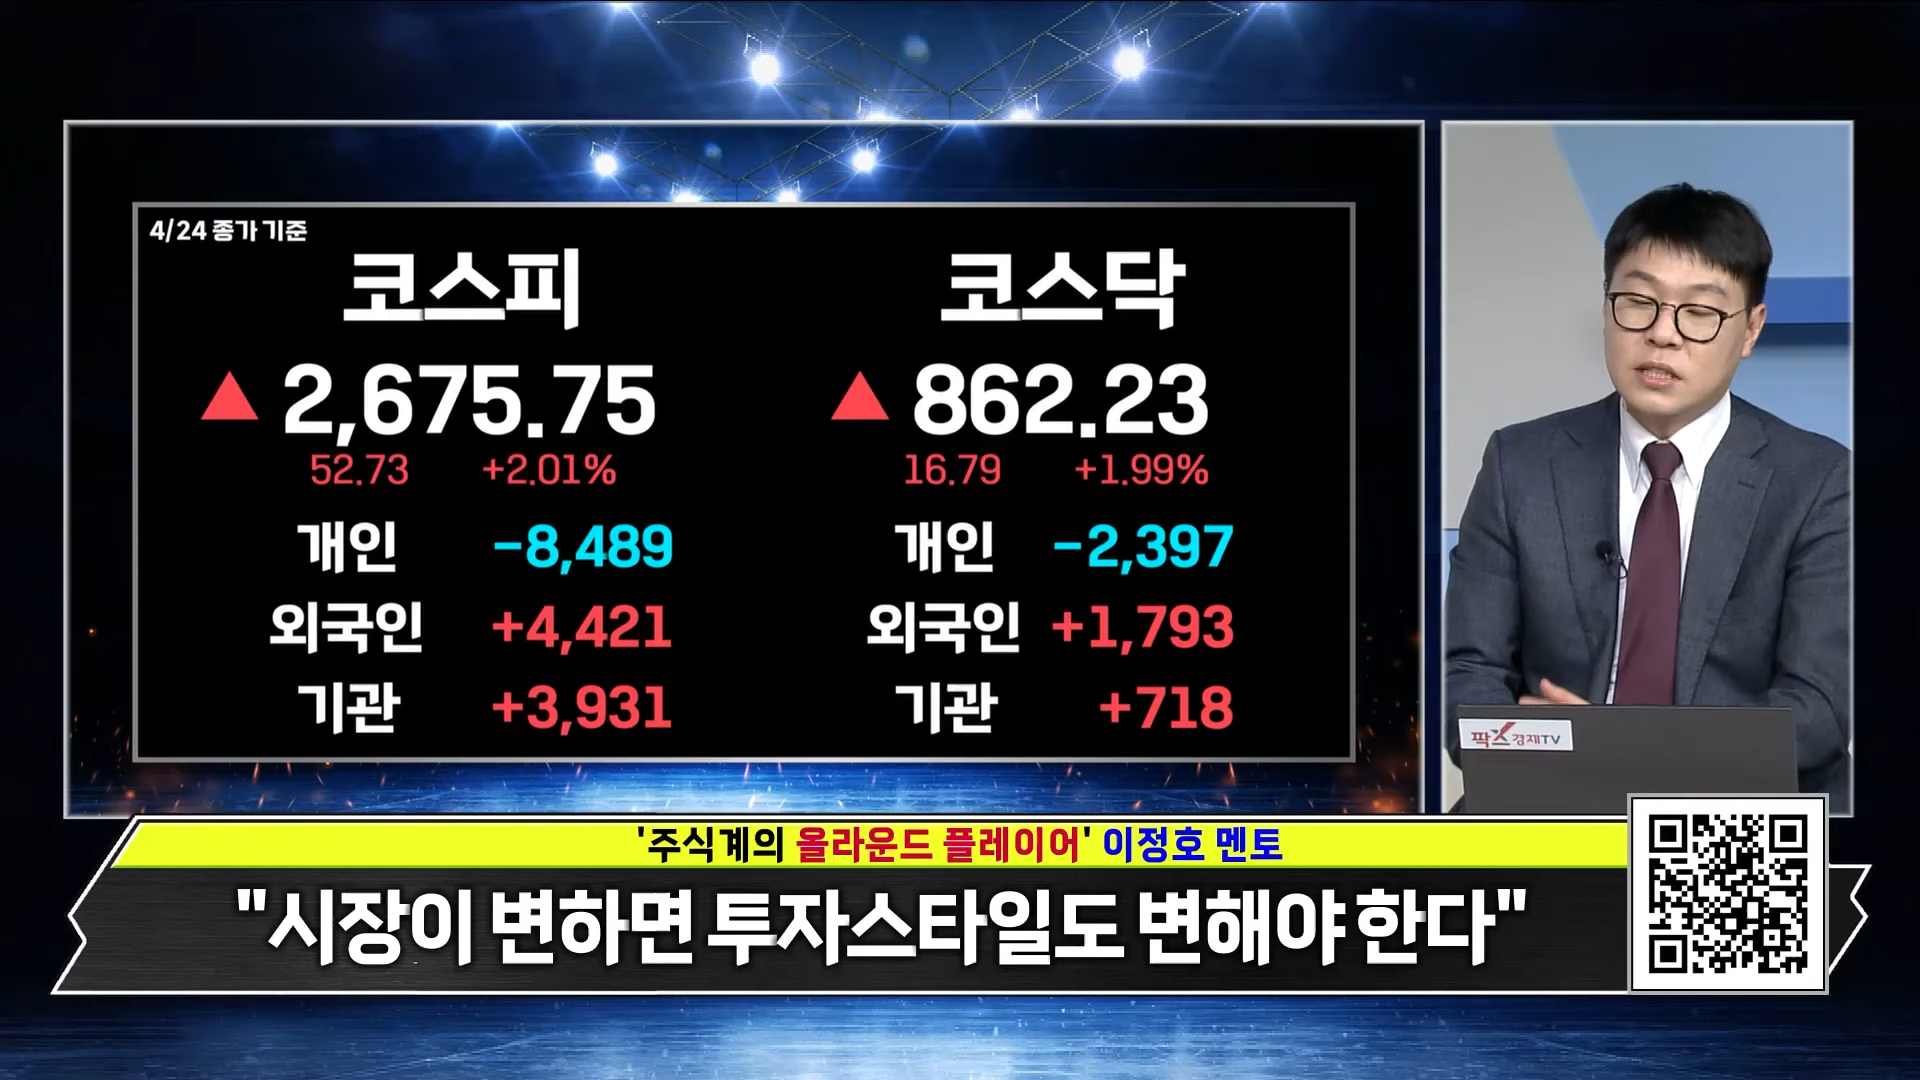 4/24 종가 기준
코스피
▲ 2,675.75
52.73 +2.01%
개인 -8,489
외국인 +4,421
기관 +3,931
코스닥
▲ 862.23
16.79 +1.99%
개인 -2,397
외국인 +1,793
기관 +718
팍스경제TV
'주식계의 올라운드 플레이어' 이정호 멘토
"시장이 변하면 투자스타일도 변해야 한다"